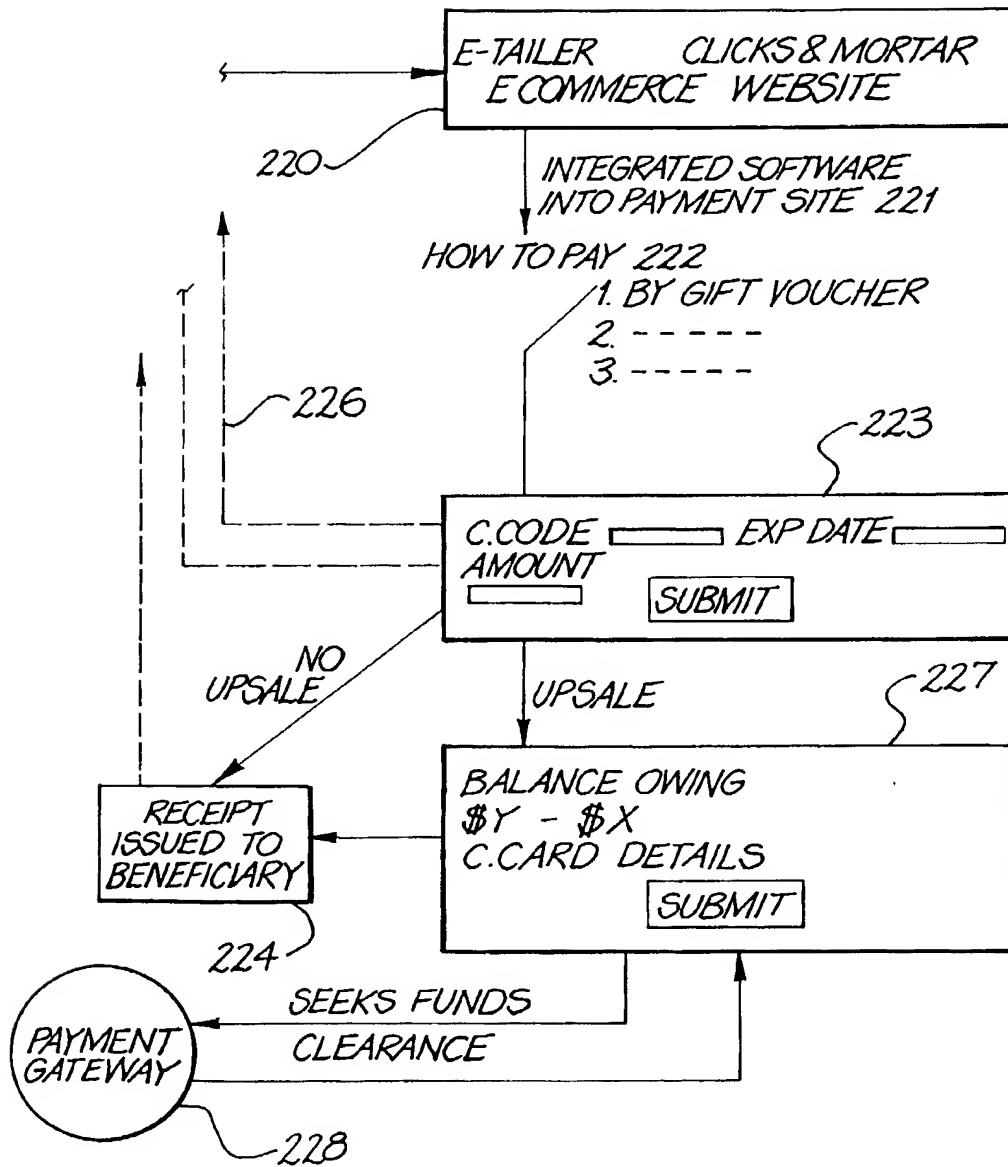 E-TAILER CLICKS & MORTAR
E COMMERCE WEBSITE
220
INTEGRATED SOFTWARE
INTO PAYMENT SITE 221
HOW TO PAY 222
1. BY GIFT VOUCHER
2. - - - - -
3. - - - - -
226
223
C.CODE EXP DATE
AMOUNT
SUBMIT
NO
UPSALE
UPSALE
227
BALANCE OWING
$Y - $X
C.CARD DETAILS
SUBMIT
RECEIPT
ISSUED TO
BENEFICIARY
224
SEEKS FUNDS
CLEARANCE
PAYMENT
GATEWAY
228